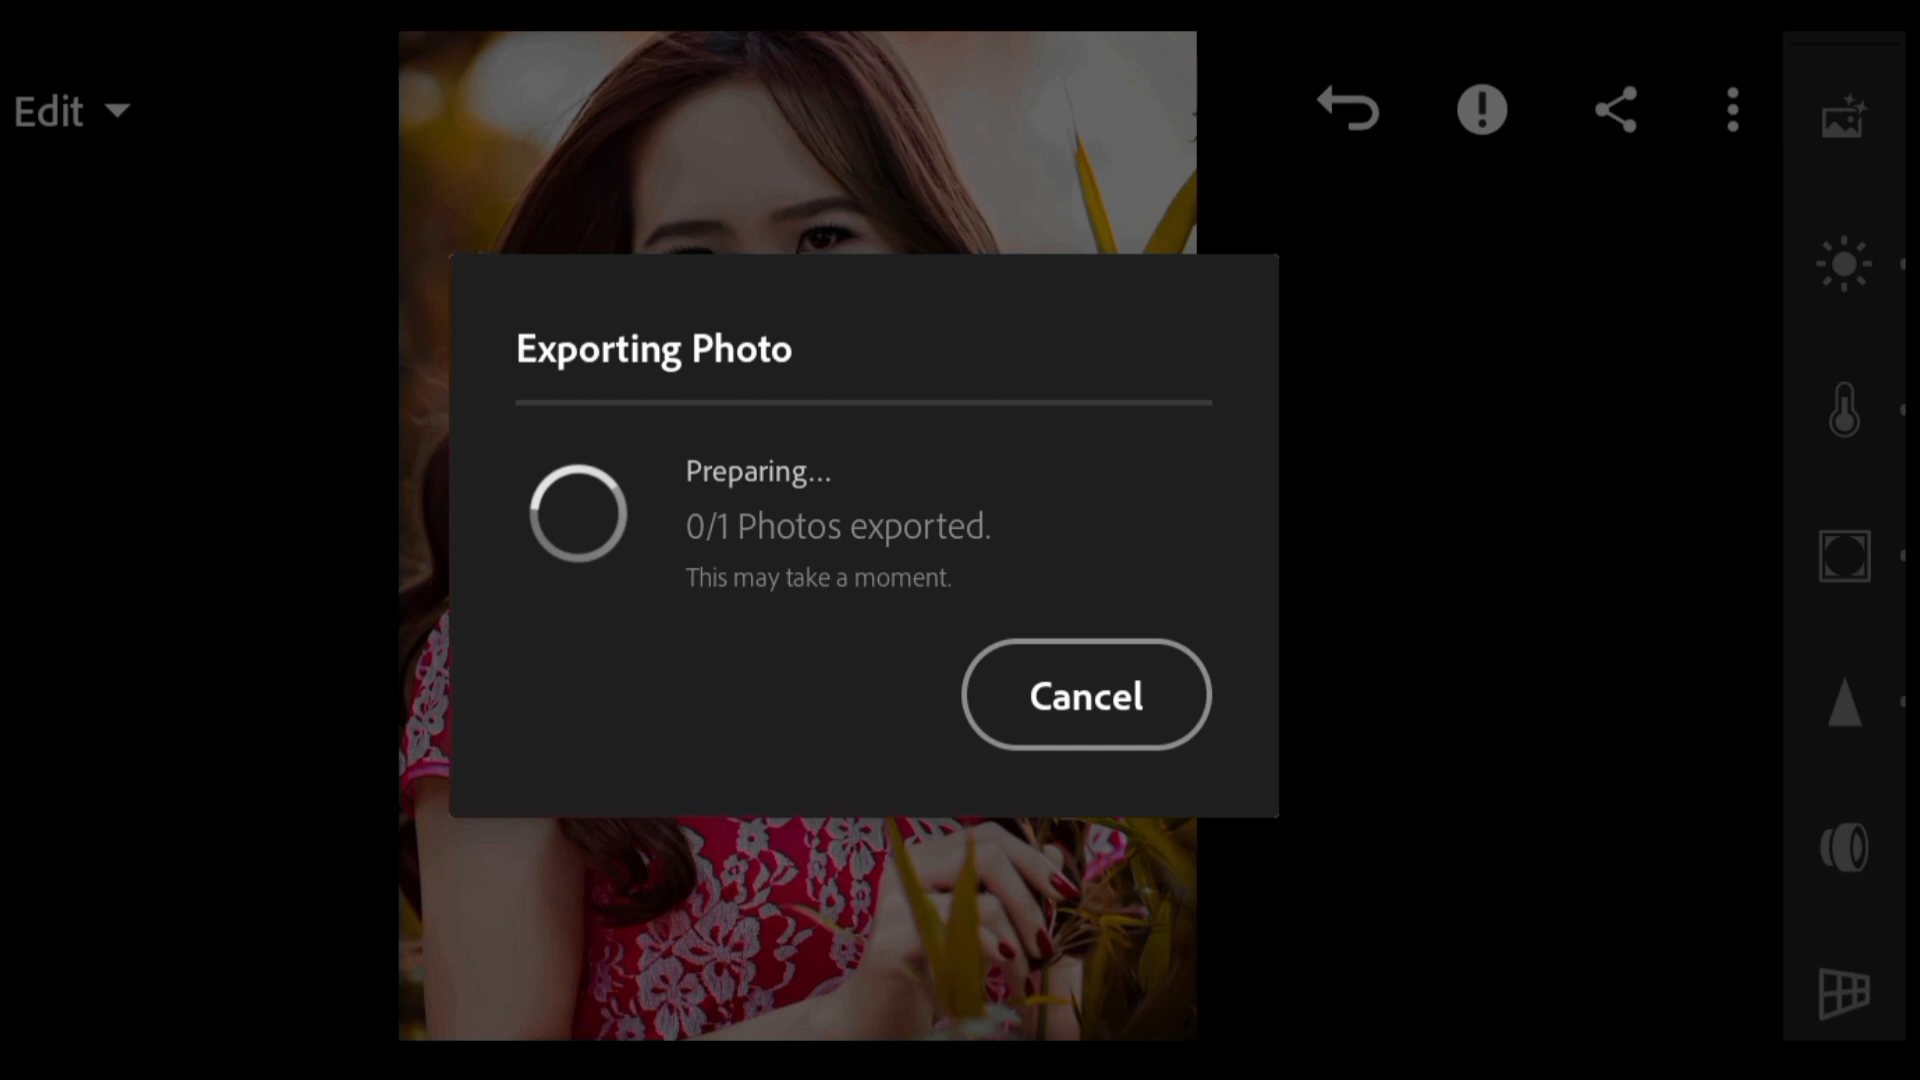 Edit
Exporting Photo
Preparing...
0/1 Photos exported.
This may take a moment.
Cancel